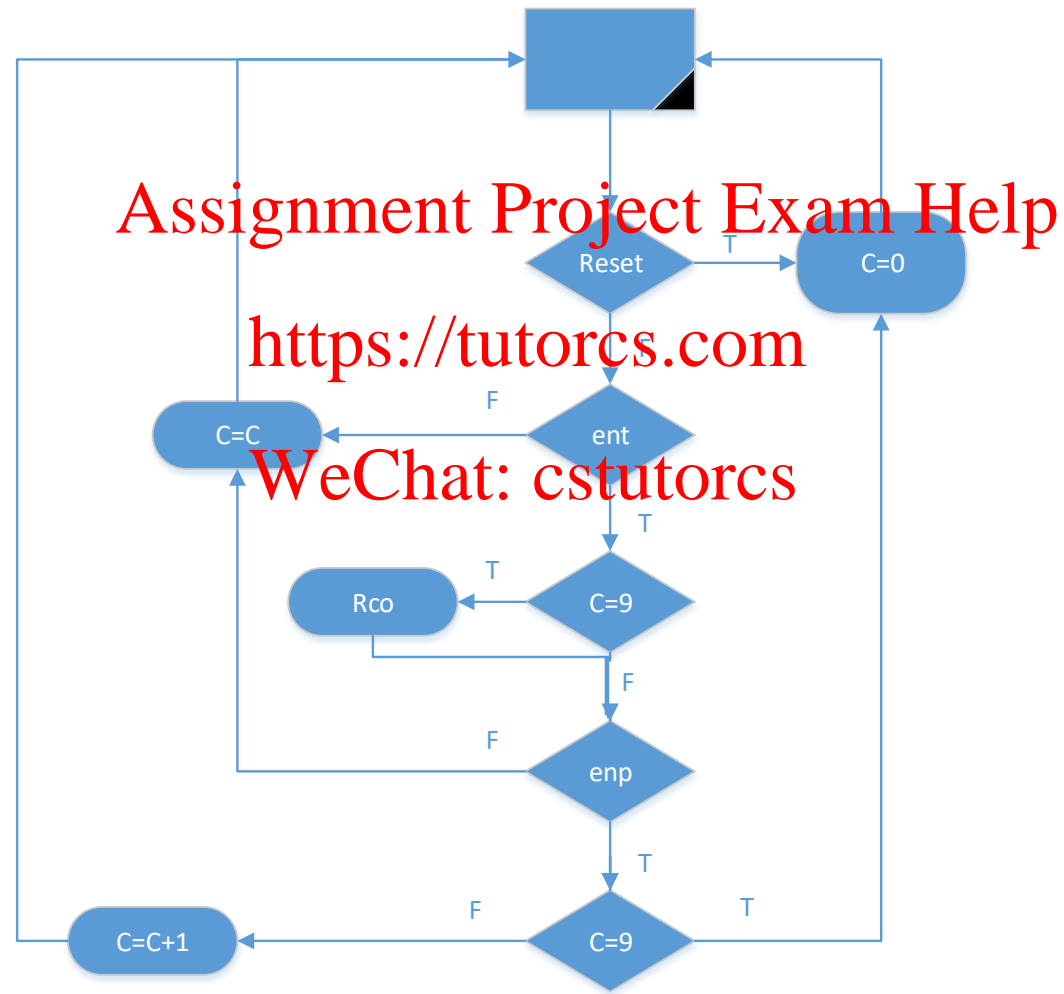 Assignment Project Exam Help
T
Reset
C=0
https://tutorcs.com
F
F
C=C
ent
WeChat: cstutorcs
T
T
Rco
C=9
F
F
enp
T
F
T
C=C+1
C=9